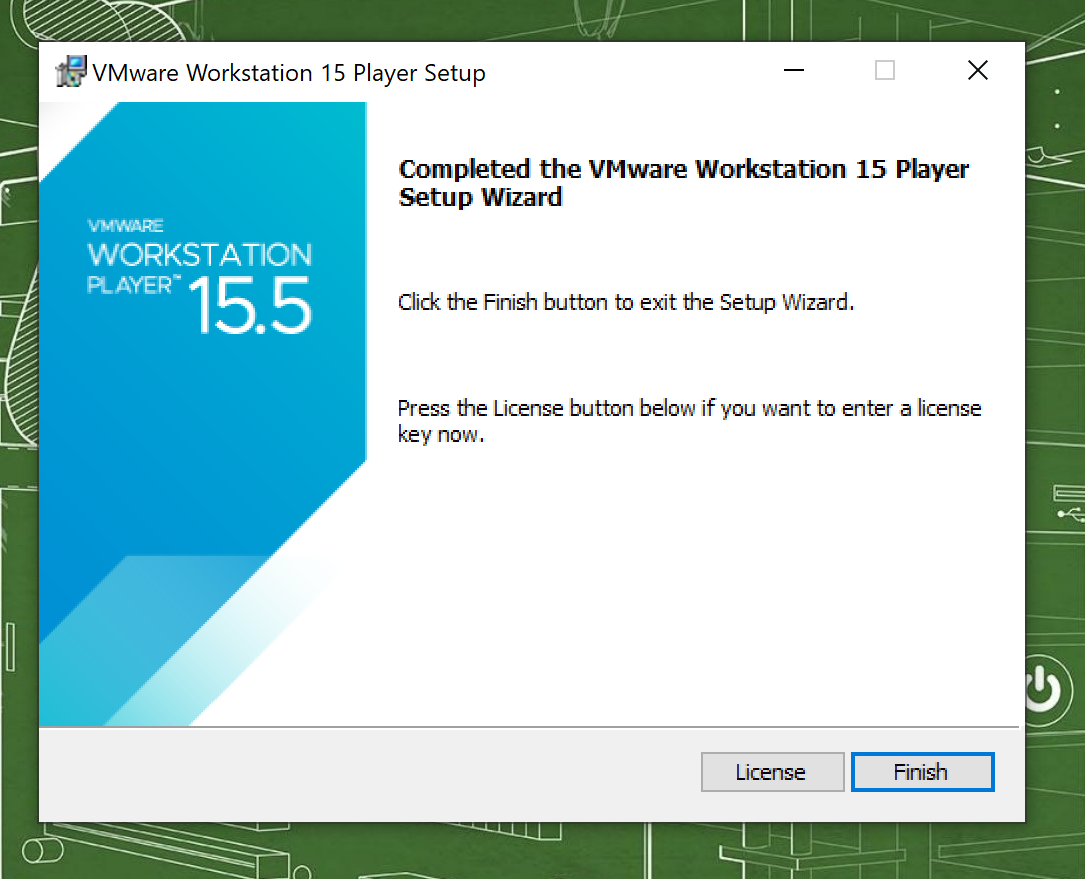 VMware Workstation 15 Player Setup
VMWARE
WORKSTATION
PLAYER™ 15.5
Completed the VMware Workstation 15 Player
Setup Wizard
Click the Finish button to exit the Setup Wizard.
Press the License button below if you want to enter a license
key now.
License
Finish